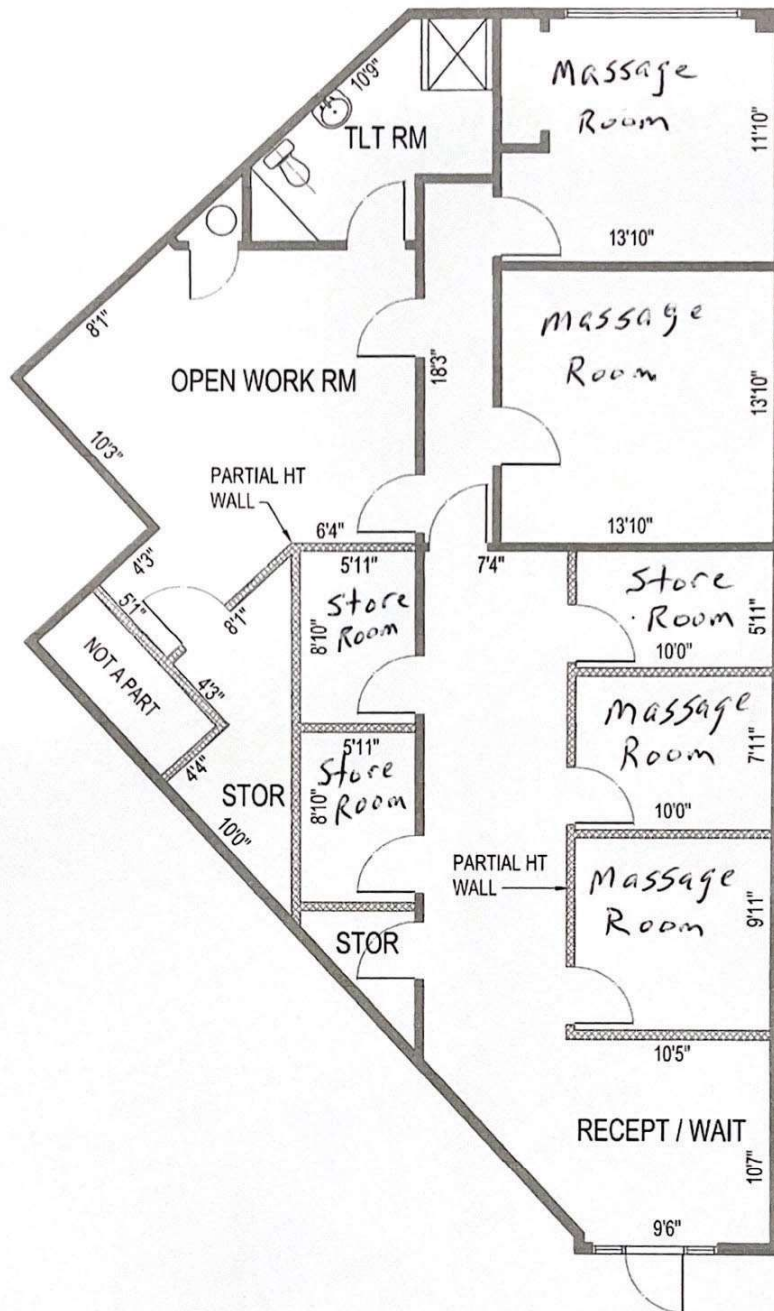 Massage
Room
11'10"
13'10"
10'9"
TLT RM
8'1"
OPEN WORK RM
18'3"
Massage
Room
13'10"
13'10"
10'3"
PARTIAL HT
WALL
6'4"
5'11"
7'4"
4'3"
5'1"
8'1"
NOT A PART
4'3"
4'4"
Store
Room
8'10"
Store
Room
10'0"
5'11"
5'11"
Store
Room
8'10"
STOR
10'0"
Massage
Room
7'11"
10'0"
PARTIAL HT
WALL
Massage
Room
9'11"
STOR
10'5"
RECEPT / WAIT
10'7"
9'6"